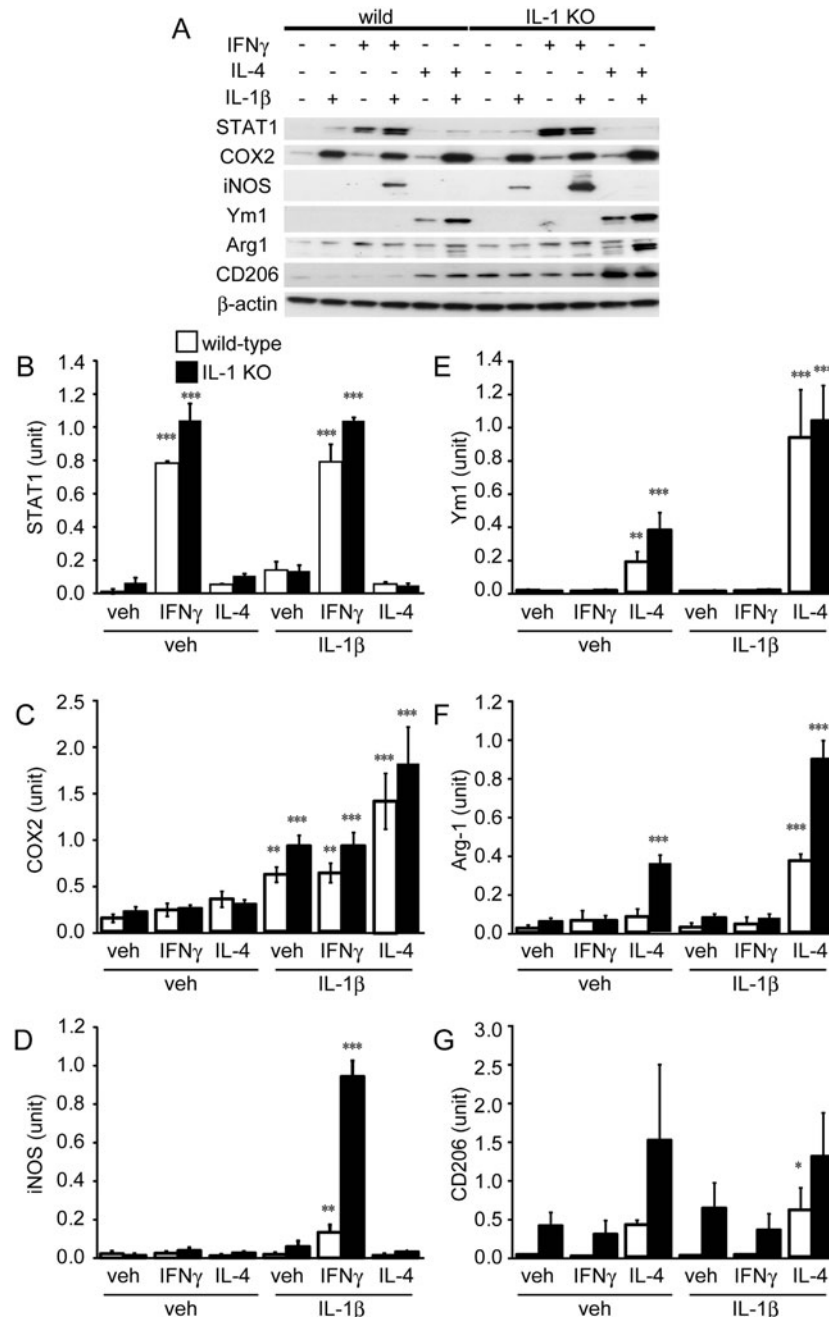 A
wild IL-1 KO
IFNγ - - + + - - - - + + - -
IL-4 - - - - + + - - - - + +
IL-1β - + - + - + - + - + - +
STAT1
COX2
iNOS
Ym1
Arg1
CD206
β-actin
wild-type
IL-1 KO
B
STAT1 (unit)
1.4
1.2
1.0
0.8
0.6
0.4
0.2
0.0
*** *** *** ***
veh IFNγ IL-4 veh IFNγ IL-4
veh IL-1β
E
Ym1 (unit)
1.4
1.2
1.0
0.8
0.6
0.4
0.2
0.0
** *** *** ***
veh IFNγ IL-4 veh IFNγ IL-4
veh IL-1β
C
COX2 (unit)
2.5
2.0
1.5
1.0
0.5
0.0
** *** ** *** *** ***
veh IFNγ IL-4 veh IFNγ IL-4
veh IL-1β
F
Arg-1 (unit)
1.2
1.0
0.8
0.6
0.4
0.2
0.0
*** *** ***
veh IFNγ IL-4 veh IFNγ IL-4
veh IL-1β
D
iNOS (unit)
1.2
1.0
0.8
0.6
0.4
0.2
0.0
** ***
veh IFNγ IL-4 veh IFNγ IL-4
veh IL-1β
G
CD206 (unit)
3.0
2.5
2.0
1.5
1.0
0.5
0.0
*
veh IFNγ IL-4 veh IFNγ IL-4
veh IL-1β